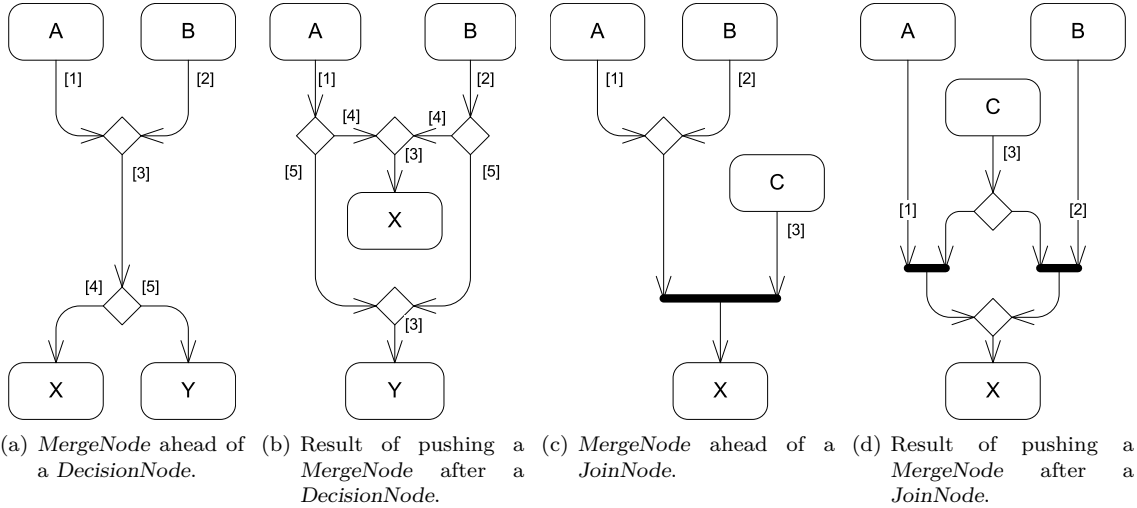 A
B
[1]
[2]
[3]
[4]
[5]
X
Y
(a) MergeNode ahead of
a DecisionNode.
A
B
[1]
[2]
[4]
[4]
[3]
[5]
[5]
X
[3]
Y
(b) Result of pushing a
MergeNode after a
DecisionNode.
A
B
[1]
[2]
C
[3]
X
(c) MergeNode ahead of a
JoinNode.
A
B
C
[3]
[1]
[2]
X
(d) Result of pushing a
MergeNode after a
JoinNode.